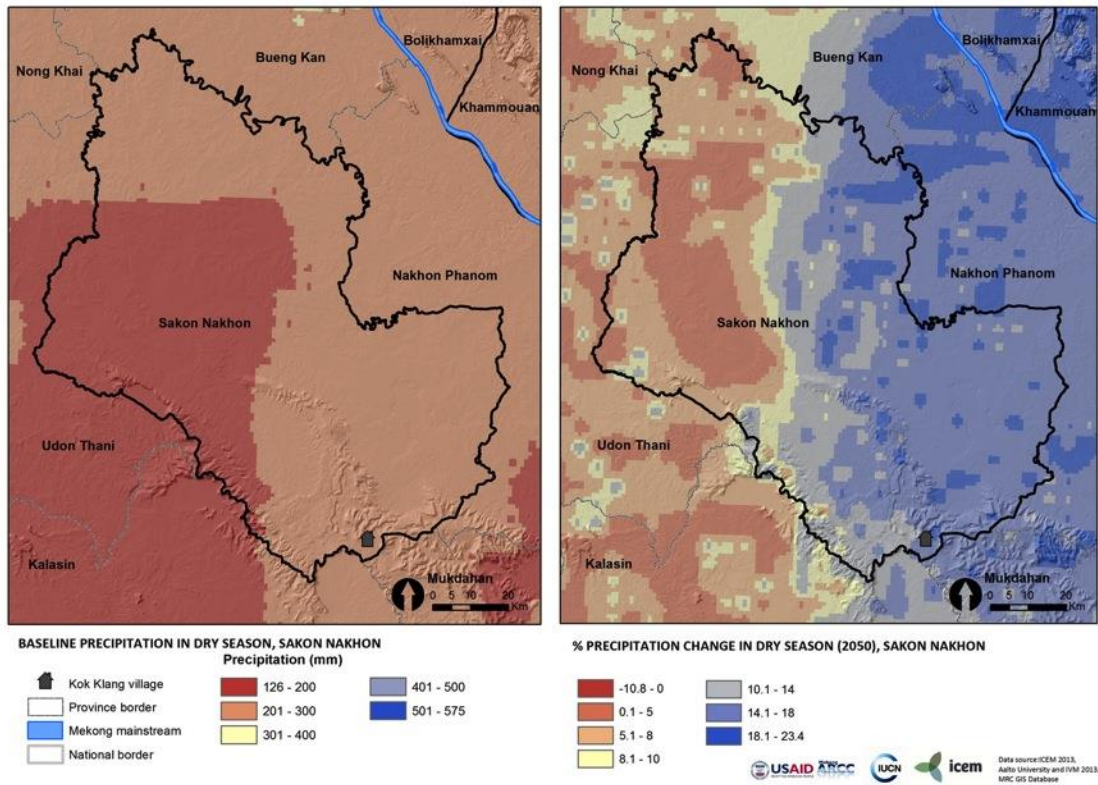 Bolikhamxai
Bueng Kan
Nong Khai
Khammouan
Nakhon Phanom
Sakon Nakhon
Udon Thani
Kalasin
Mukdahan
0 5 10 20
Km
Bolikhamxai
Bueng Kan
Nong Khai
Khammouan
Nakhon Phanom
Sakon Nakhon
Udon Thani
Kalasin
Mukdahan
0 5 10 20
Km
BASELINE PRECIPITATION IN DRY SEASON, SAKON NAKHON
Precipitation (mm)
Kok Klang village
Province border
Mekong mainstream
National border
126 - 200
201 - 300
301 - 400
401 - 500
501 - 575
% PRECIPITATION CHANGE IN DRY SEASON (2050), SAKON NAKHON
-10.8 - 0
0.1 - 5
5.1 - 8
8.1 - 10
10.1 - 14
14.1 - 18
18.1 - 23.4
USAID
ARCC
IUCN
icem
Data source:ICEM 2013,
Aalto University and IVM 2013
MRC GIS Database